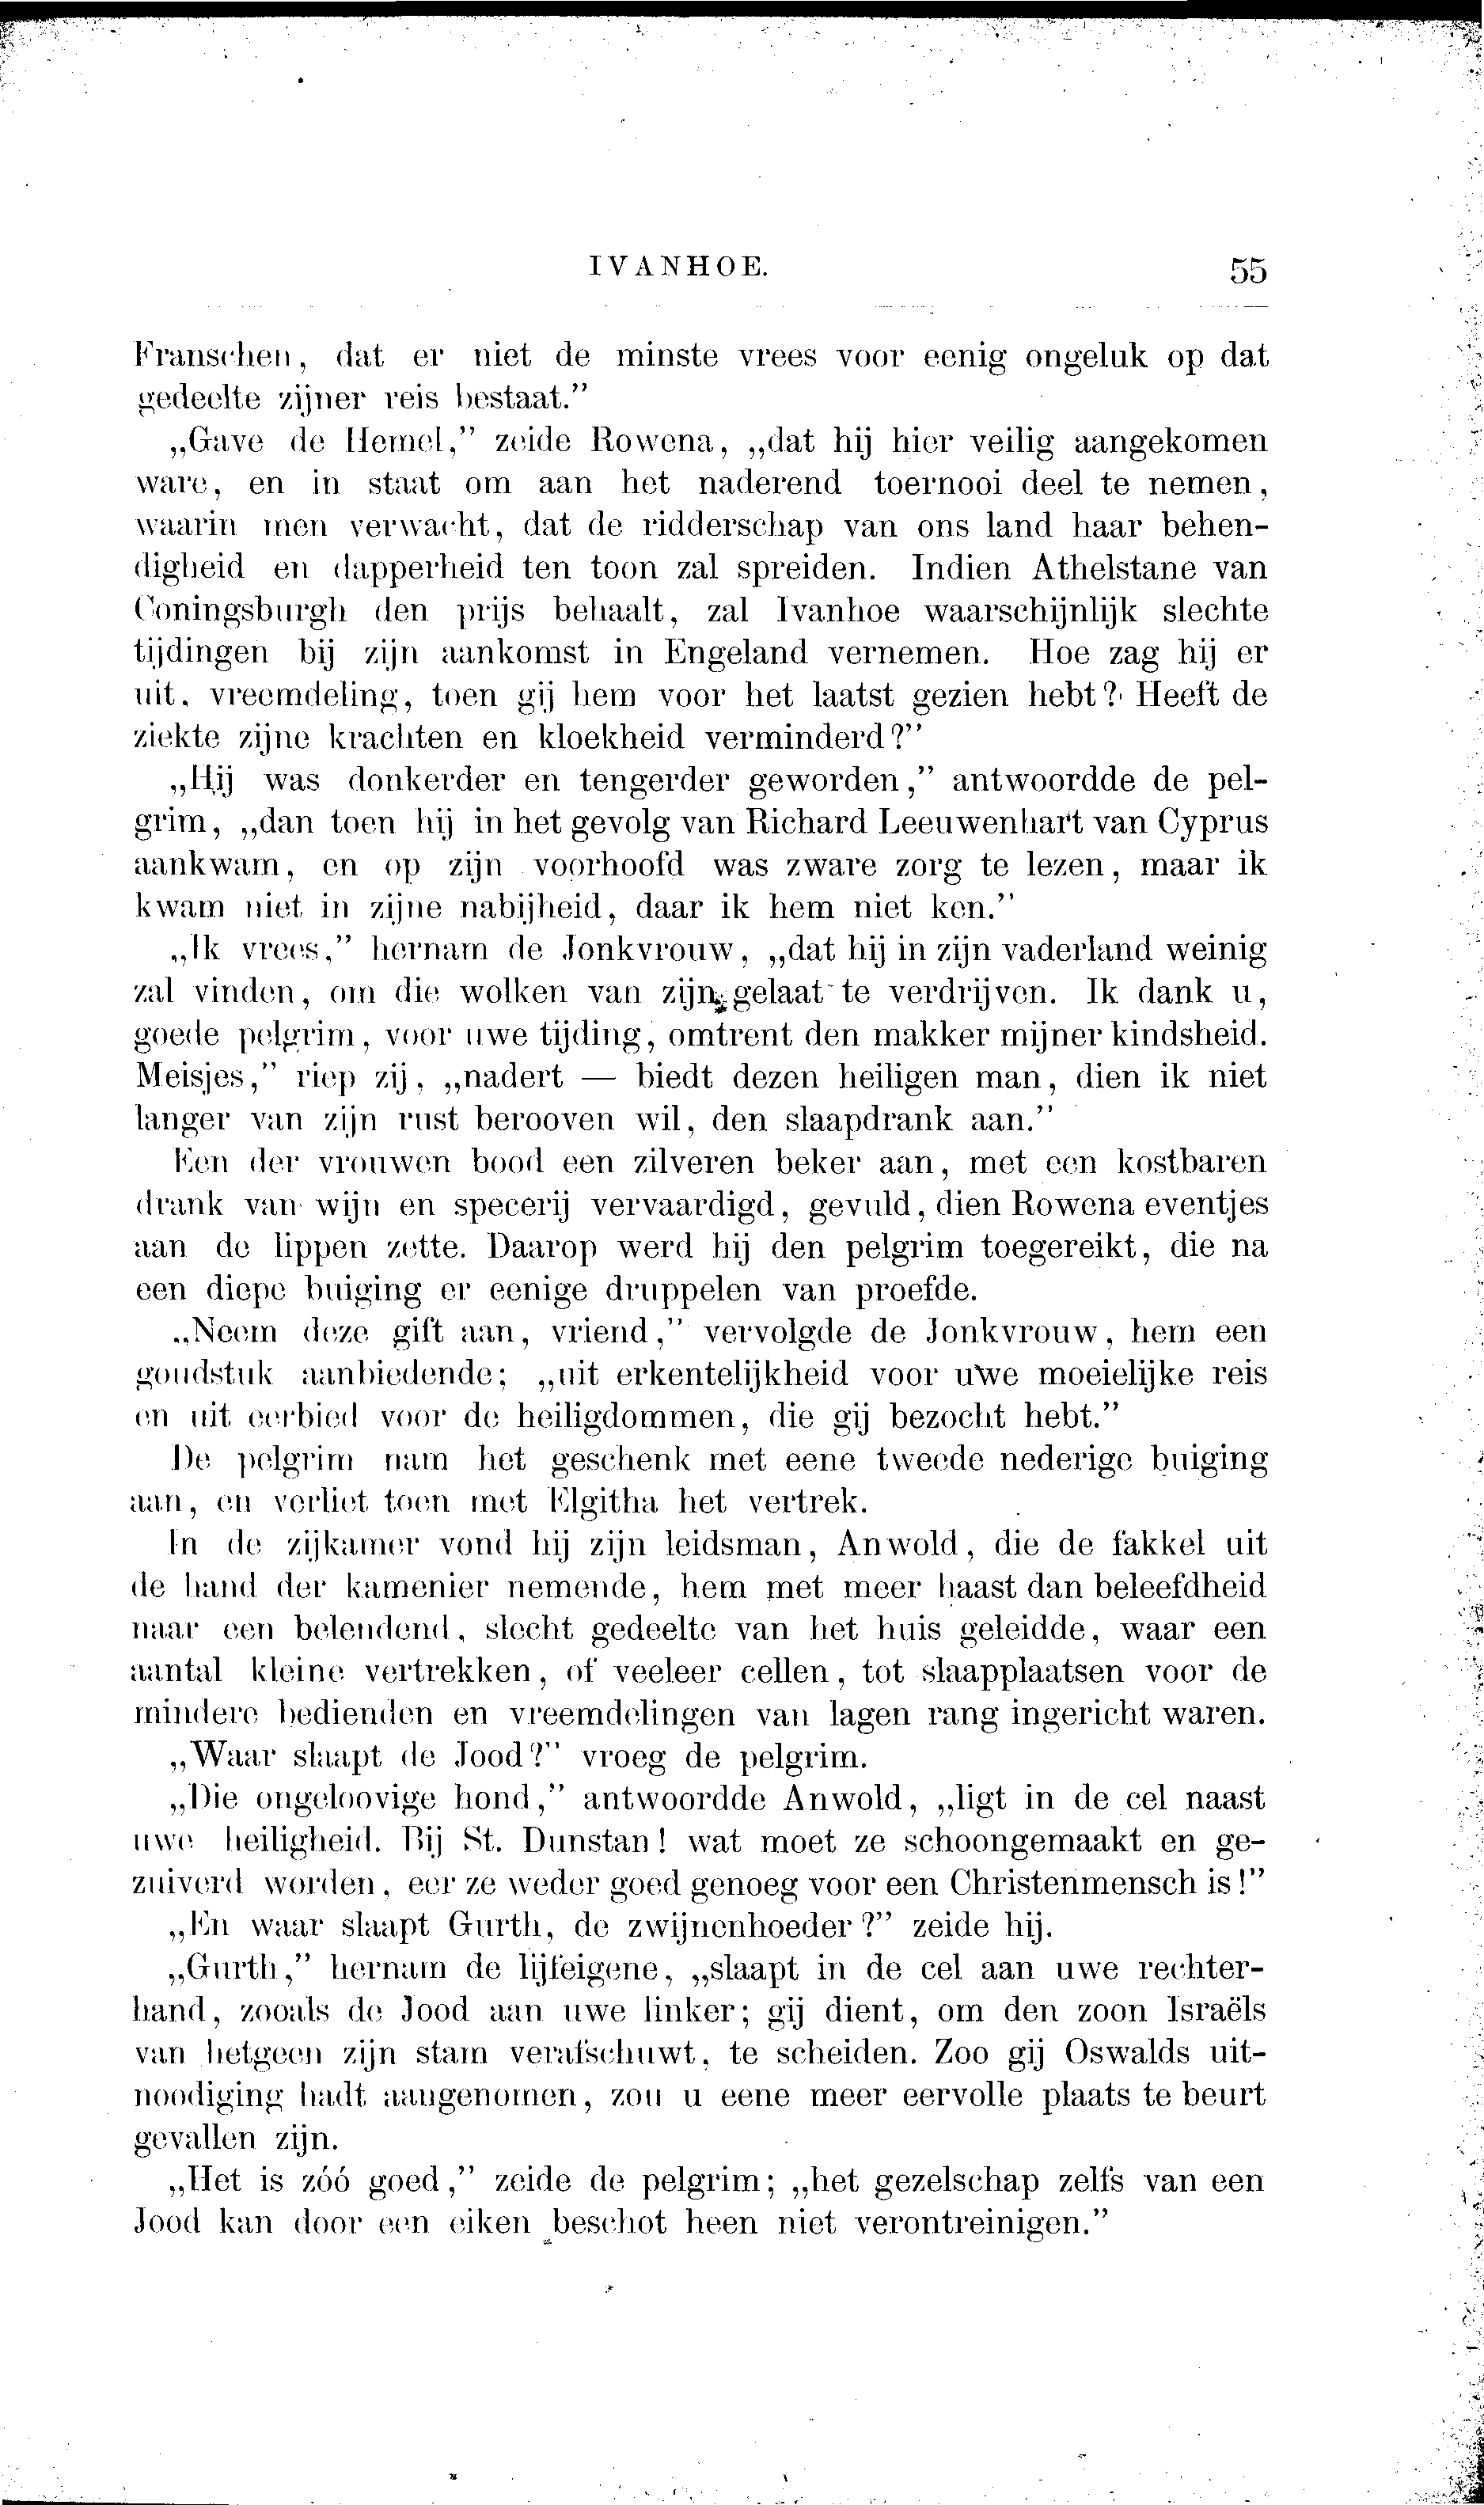 IVANHOE. 55
Franschen, dat er niet de minste vrees voor eenig ongeluk op dat
gedeelte zijner reis bestaat.”
„Gave de Hemel,” zeide Rowena, „dat hij hier veilig aangekomen
ware, en in staat om aan het naderend toernooi deel te nemen,
waarin men verwacht, dat de ridderschap van ons land haar behen-
digheid en dapperheid ten toon zal spreiden. Indien Athelstane van
Coningsburgh den prijs behaalt, zal Ivanhoe waarschijnlijk slechte
tijdingen bij zijn aankomst in Engeland vernemen. Hoe zag hij er
uit, vreemdeling, toen gij hem voor het laatst gezien hebt? Heeft de
ziekte zijne krachten en kloekheid verminderd?”
„Hij was donkerder en tengerder geworden,” antwoordde de pel-
grim, „dan toen hij in het gevolg van Richard Leeuwenhart van Cyprus
aankwam, en op zijn voorhoofd was zware zorg te lezen, maar ik
kwam niet in zijne nabijheid, daar ik hem niet ken.”
„Ik vrees,” hernam de Jonkvrouw, „dat hij in zijn vaderland weinig
zal vinden, om die wolken van zijn gelaat te verdrijven. Ik dank u,
goede pelgrim, voor uwe tijding, omtrent den makker mijner kindsheid.
Meisjes,” riep zij, „nadert — biedt dezen heiligen man, dien ik niet
langer van zijn rust berooven wil, den slaapdrank aan.”
Een der vrouwen bood een zilveren beker aan, met een kostbaren
drank van wijn en specerij vervaardigd, gevuld, dien Rowena eventjes
aan de lippen zette. Daarop werd hij den pelgrim toegereikt, die na
een diepe buiging er eenige druppelen van proefde.
„Neem deze gift aan, vriend,” vervolgde de Jonkvrouw, hem een
goudstuk aanbiedende; „uit erkentelijkheid voor uwe moeielijke reis
en uit eerbied voor de heiligdommen, die gij bezocht hebt.”
De pelgrim nam het geschenk met eene tweede nederige buiging
aan, en verliet toen met Elgitha het vertrek.
In de zijkamer vond hij zijn leidsman, Anwold, die de fakkel uit
de hand der kamenier nemende, hem met meer haast dan beleefdheid
naar een belendend, slecht gedeelte van het huis geleidde, waar een
aantal kleine vertrekken, of veeleer cellen, tot slaapplaatsen voor de
mindere bedienden en vreemdelingen van lagen rang ingericht waren.
„Waar slaapt de Jood?” vroeg de pelgrim.
„Die ongeloovige hond,” antwoordde Anwold, „ligt in de cel naast
uwe heiligheid. Bij St. Dunstan! wat moet ze schoongemaakt en ge-
zuiverd worden, eer ze weder goed genoeg voor een Christenmensch is!”
„En waar slaapt Gurth, de zwijnenhoeder?” zeide hij.
„Gurth,” hernam de lijfeigene, „slaapt in de cel aan uwe rechter-
hand, zooals de Jood aan uwe linker; gij dient, om den zoon Israëls
van hetgeen zijn stam verafschuwt, te scheiden. Zoo gij Oswalds uit-
noodiging hadt aangenomen, zou u eene meer eervolle plaats te beurt
gevallen zijn.
„Het is zóó goed,” zeide de pelgrim; „het gezelschap zelfs van een
Jood kan door een eiken beschot heen niet verontreinigen.”